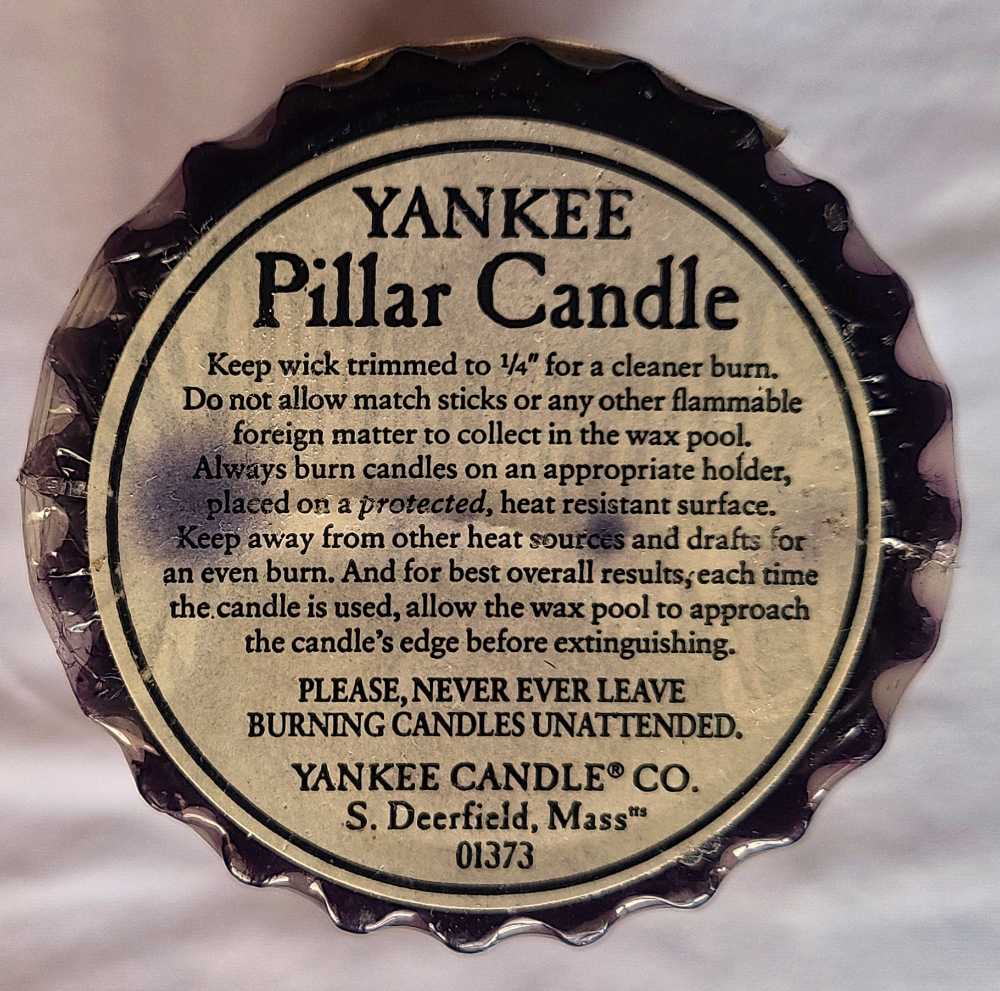 YANKEE
Pillar Candle
Keep wick trimmed to ¼" for a cleaner burn.
Do not allow match sticks or any other flammable
foreign matter to collect in the wax pool.
Always burn candles on an appropriate holder,
placed on a protected, heat resistant surface.
Keep away from other heat sources and drafts for
an even burn. And for best overall results, each time
the candle is used, allow the wax pool to approach
the candle's edge before extinguishing.
PLEASE, NEVER EVER LEAVE
BURNING CANDLES UNATTENDED.
YANKEE CANDLE® CO.
S. Deerfield, Massᵗᵗˢ
01373